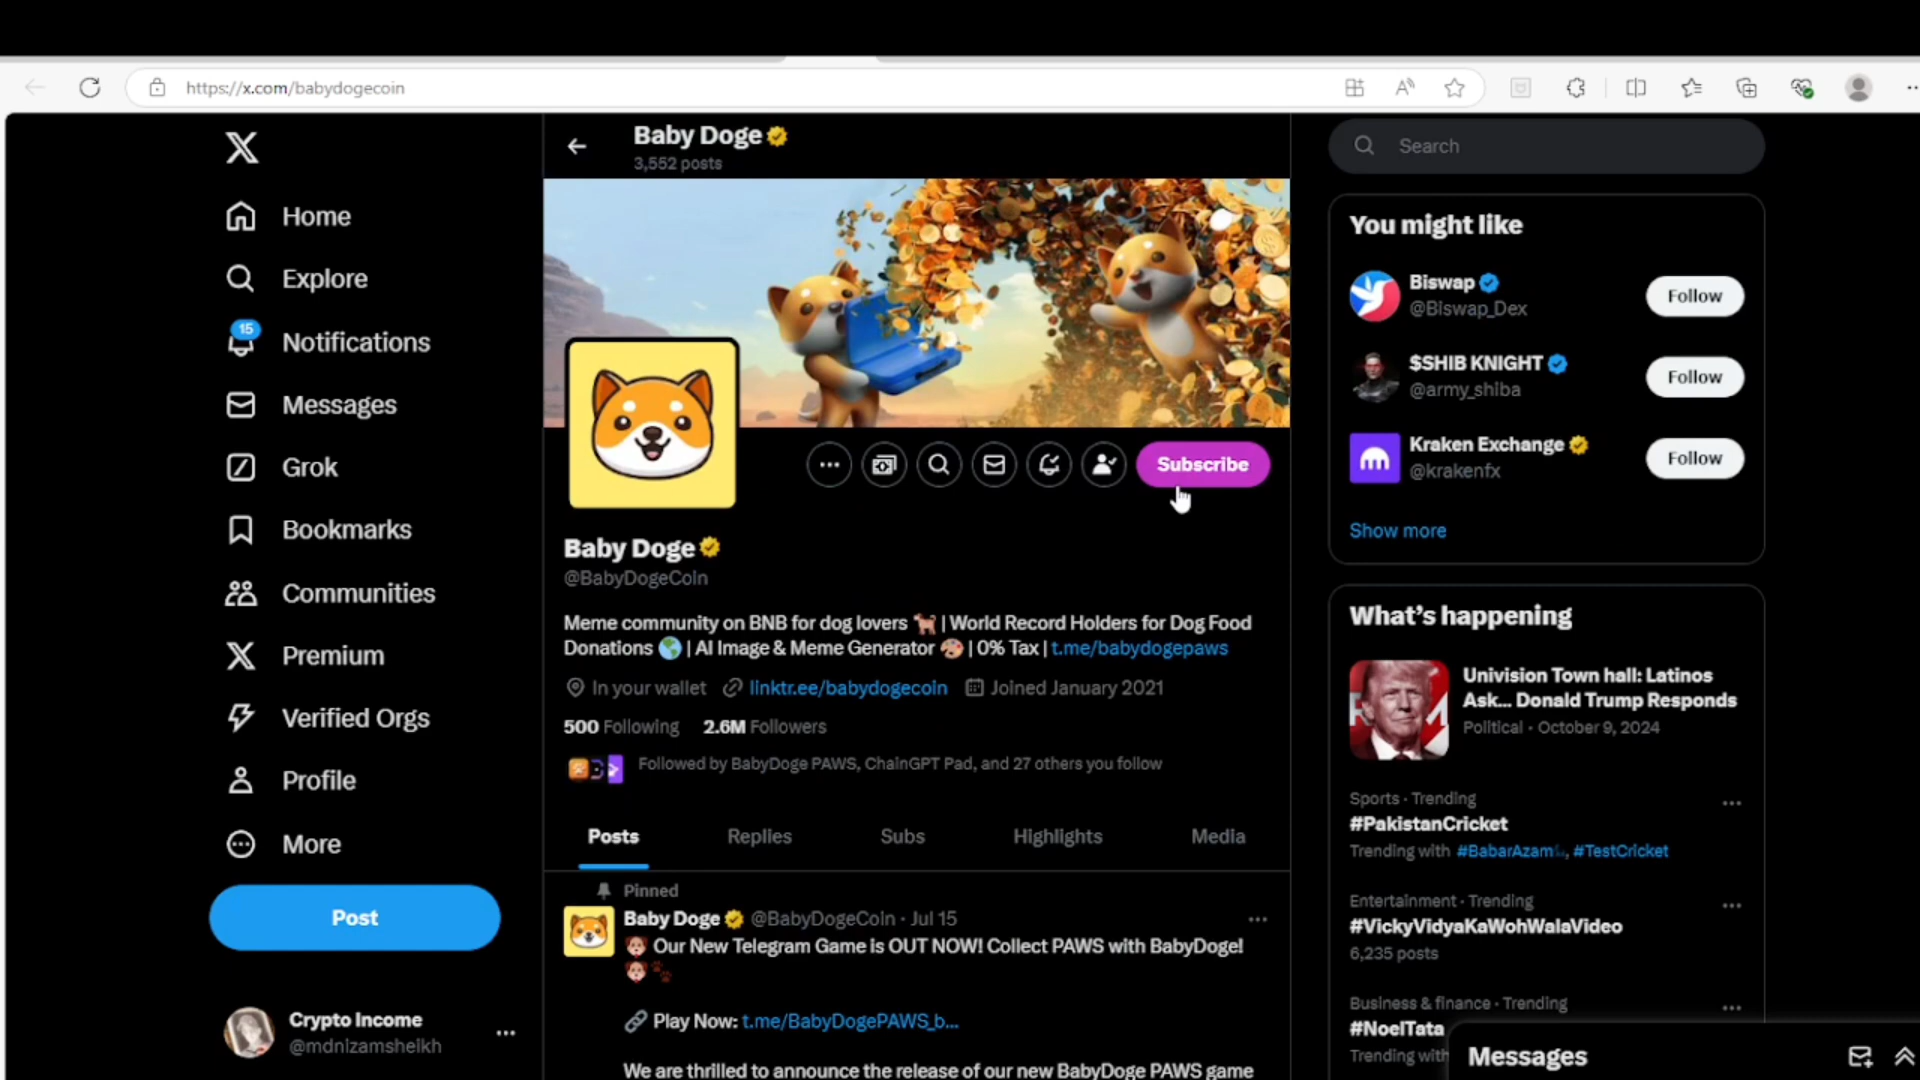 https://x.com/babydogecoin
Home
Explore
15
Notifications
Messages
Grok
Bookmarks
Communities
Premium
Verified Orgs
Profile
More
Post
Crypto Income
@mdnizamsheikh
Baby Doge
3,552 posts
Subscribe
Baby Doge
@BabyDogeCoin
Meme community on BNB for dog lovers 🐕 | World Record Holders for Dog Food
Donations 🌎 | AI Image & Meme Generator 🎨 | 0% Tax | t.me/babydogepaws
In your wallet linktr.ee/babydogecoin Joined January 2021
500 Following 2.6M Followers
Followed by BabyDoge PAWS, ChainGPT Pad, and 27 others you follow
Posts Replies Subs Highlights Media
Pinned
Baby Doge @BabyDogeCoin · Jul 15
🐶 Our New Telegram Game is OUT NOW! Collect PAWS with BabyDoge!
🐶🐾
🔗 Play Now: t.me/BabyDogePAWS_b...
We are thrilled to announce the release of our new BabyDoge PAWS game
Search
You might like
Biswap
@Biswap_Dex
Follow
$SHIB KNIGHT
@army_shiba
Follow
Kraken Exchange
@krakenfx
Follow
Show more
What's happening
Univision Town hall: Latinos
Ask... Donald Trump Responds
Political · October 9, 2024
Sports · Trending
#PakistanCricket
Trending with #BabarAzam, #TestCricket
Entertainment · Trending
#VickyVidyaKaWohWalaVideo
6,235 posts
Business & finance · Trending
#NoelTata
Trending with
Messages